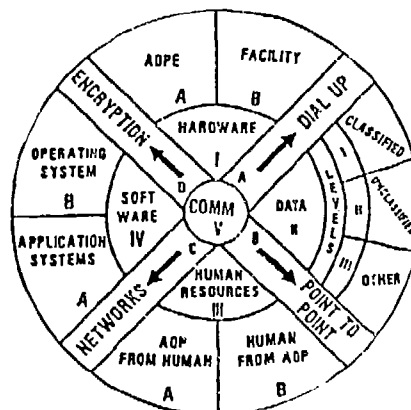 ADPE
A
FACILITY
B
ENCRYPTION
DIAL UP
HARDWARE
I
CLASSIFIED
I
OPERATING
SYSTEM
B
SOFT
WARE
IV
D
A
COMM
V
C
B
DATA
II
LEVELS
II
UNCLASSIFIED
III
OTHER
APPLICATION
SYSTEMS
A
NETWORKS
HUMAN
RESOURCES
III
POINT TO
POINT
ADP
FROM HUMAN
A
HUMAN
FROM ADP
B